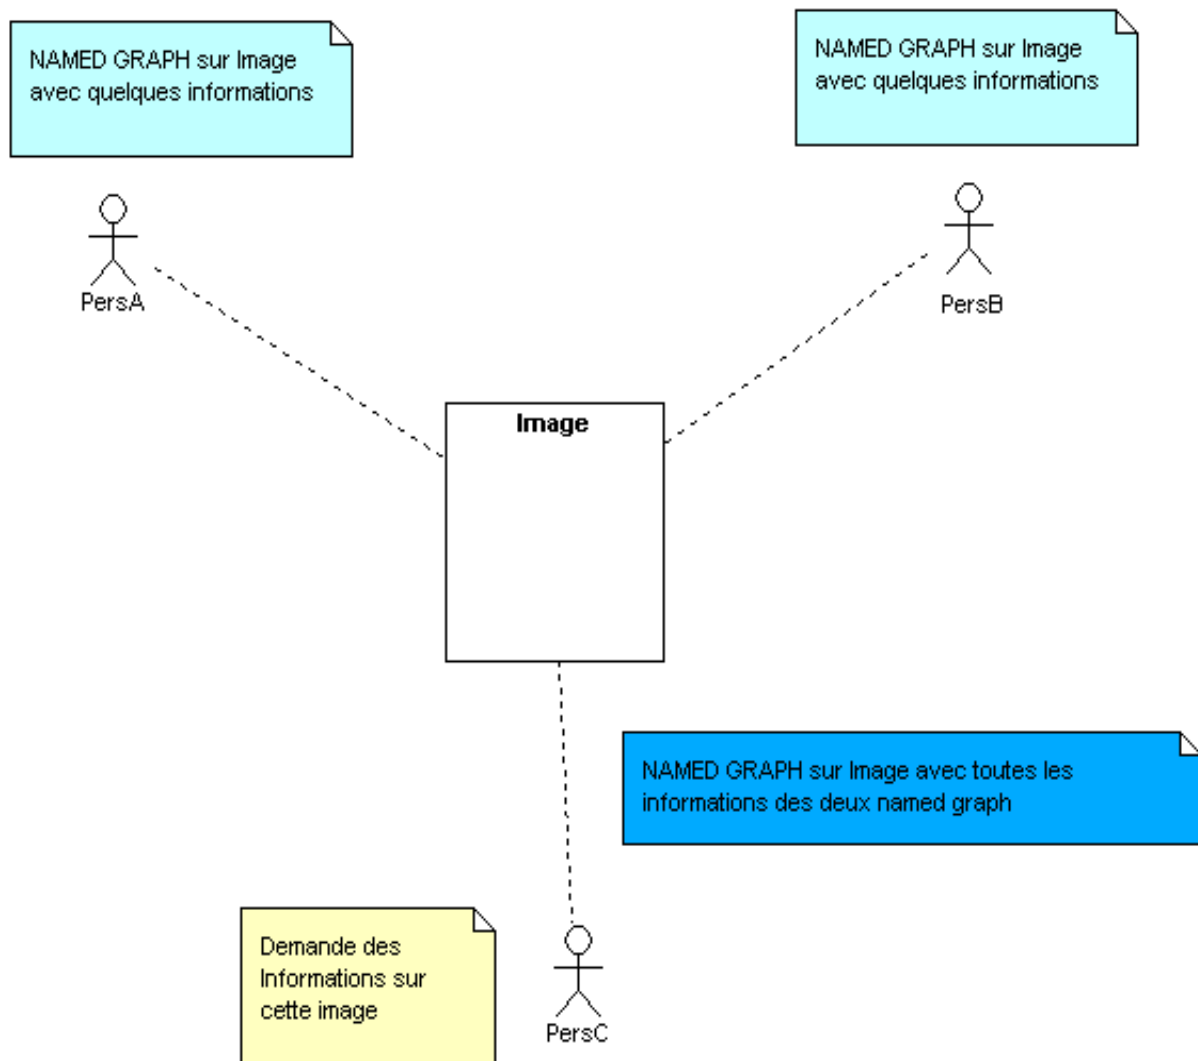 NAMED GRAPH sur Image
avec quelques informations
NAMED GRAPH sur Image
avec quelques informations
PersA
PersB
Image
NAMED GRAPH sur Image avec toutes les
informations des deux named graph
Demande des
Informations sur
cette image
PersC